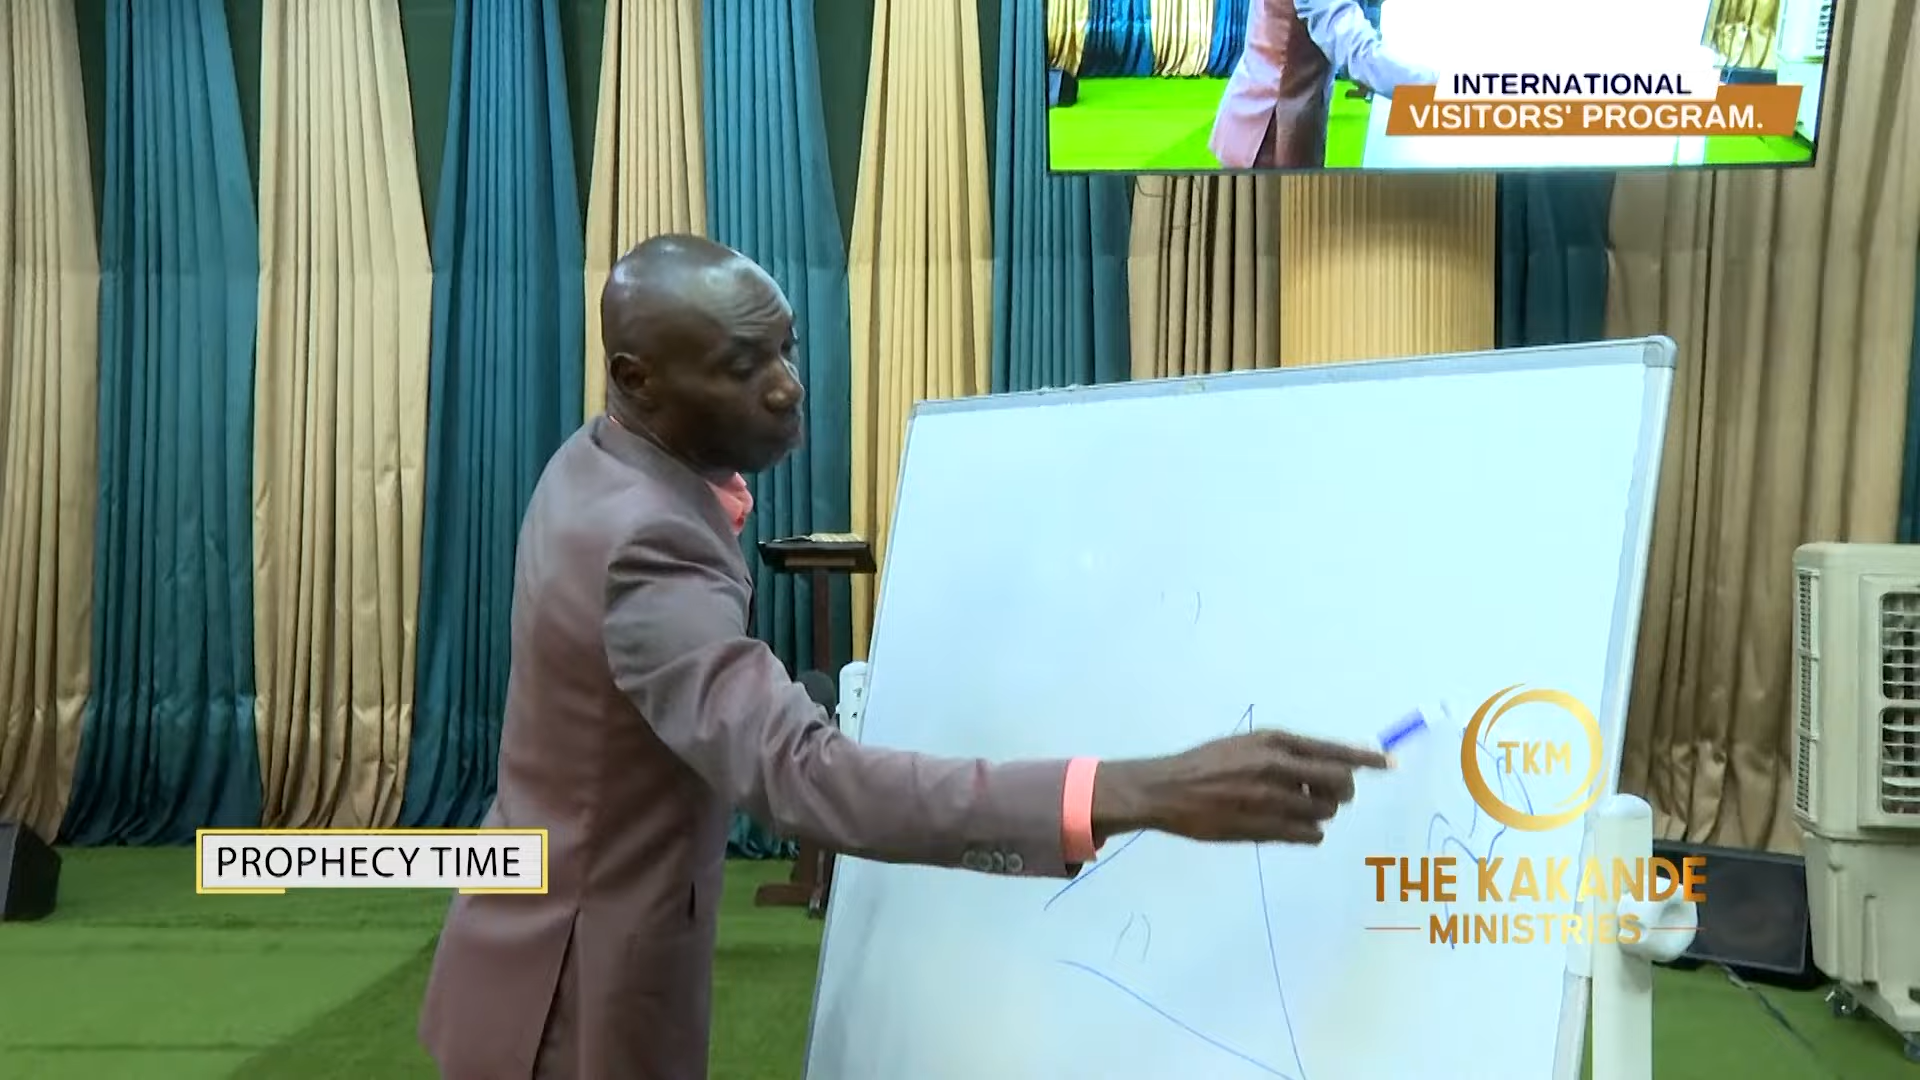 INTERNATIONAL
VISITORS' PROGRAM.
PROPHECY TIME
TKM
THE KAKANDE
MINISTRIES